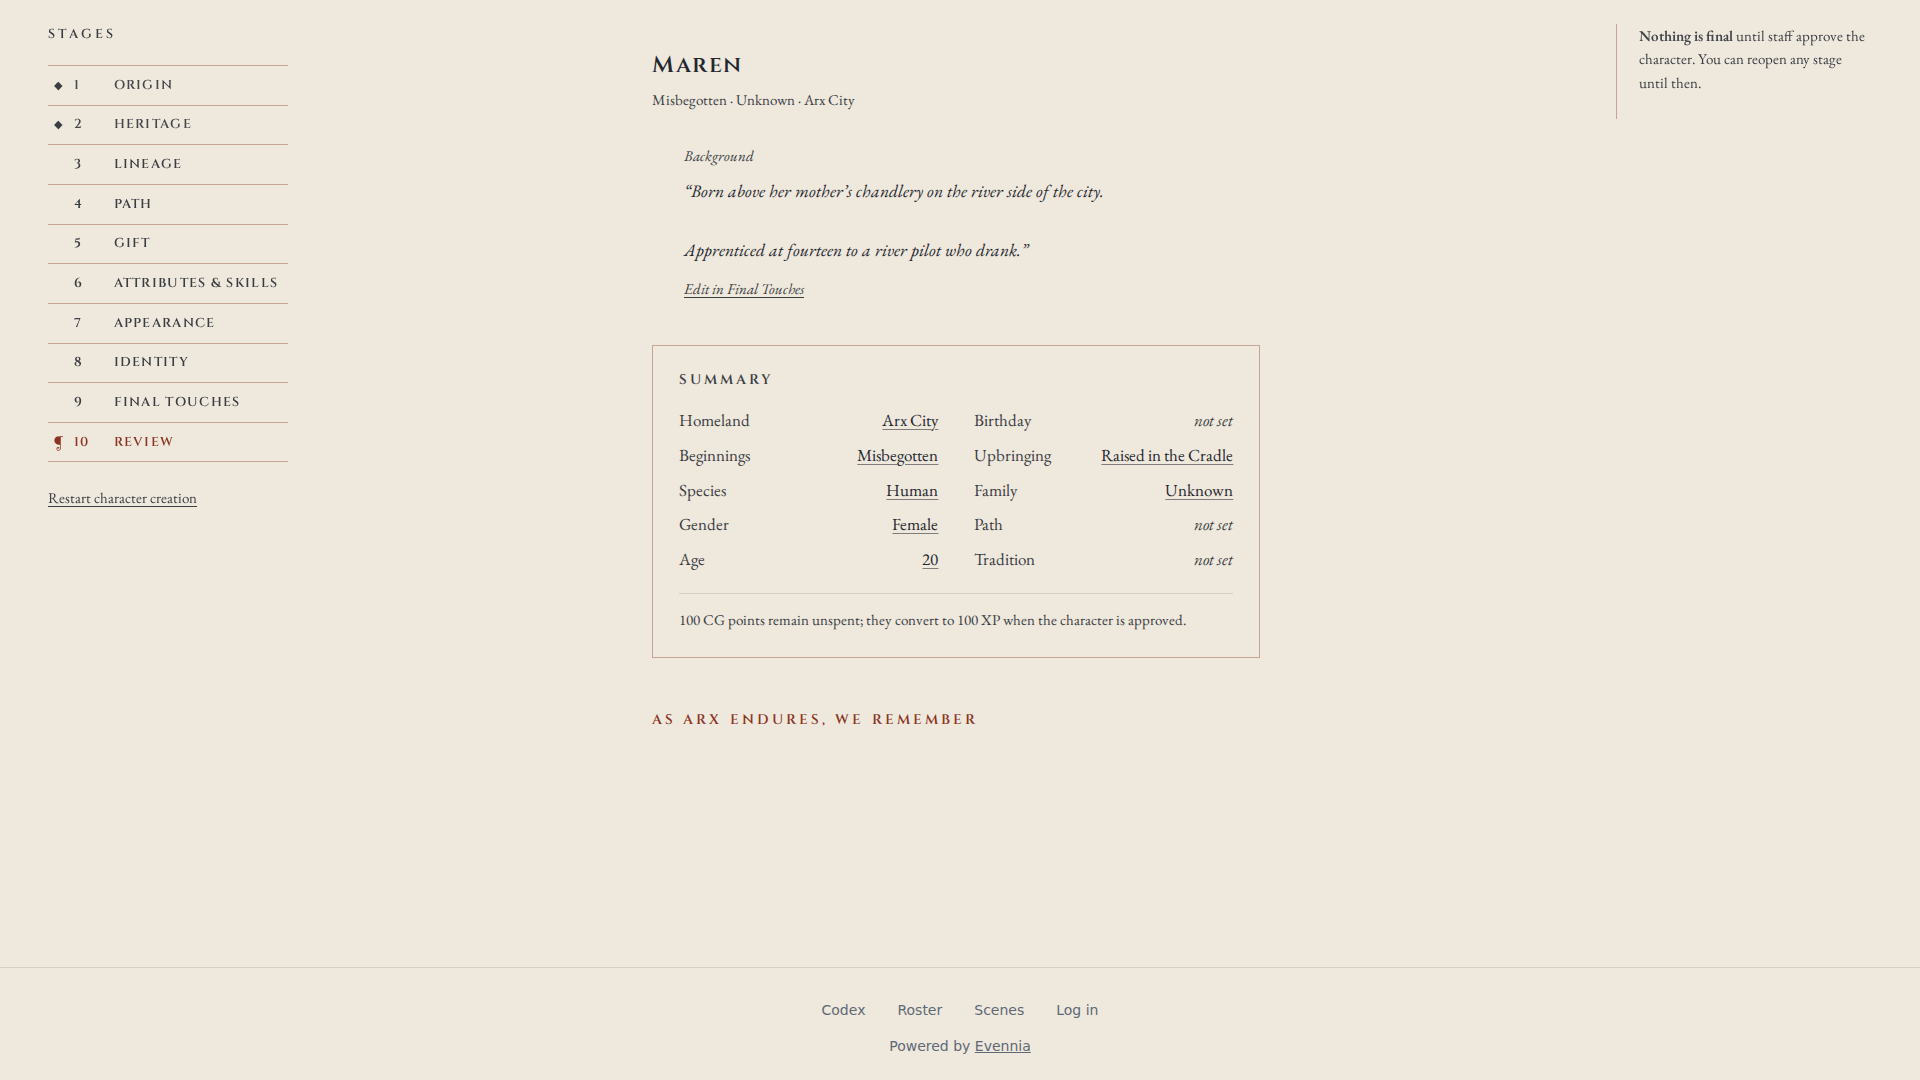 STAGES
◆ 1 ORIGIN
◆ 2 HERITAGE
3 LINEAGE
4 PATH
5 GIFT
6 ATTRIBUTES & SKILLS
7 APPEARANCE
8 IDENTITY
9 FINAL TOUCHES
¶ 10 REVIEW
Restart character creation
Maren
Misbegotten · Unknown · Arx City
Background
“Born above her mother’s chandlery on the river side of the city.
Apprenticed at fourteen to a river pilot who drank.”
Edit in Final Touches
SUMMARY
Homeland Arx City
Beginnings Misbegotten
Species Human
Gender Female
Age 20
Birthday not set
Upbringing Raised in the Cradle
Family Unknown
Path not set
Tradition not set
100 CG points remain unspent; they convert to 100 XP when the character is approved.
AS ARX ENDURES, WE REMEMBER
Nothing is final until staff approve the
character. You can reopen any stage
until then.
Codex Roster Scenes Log in
Powered by Evennia